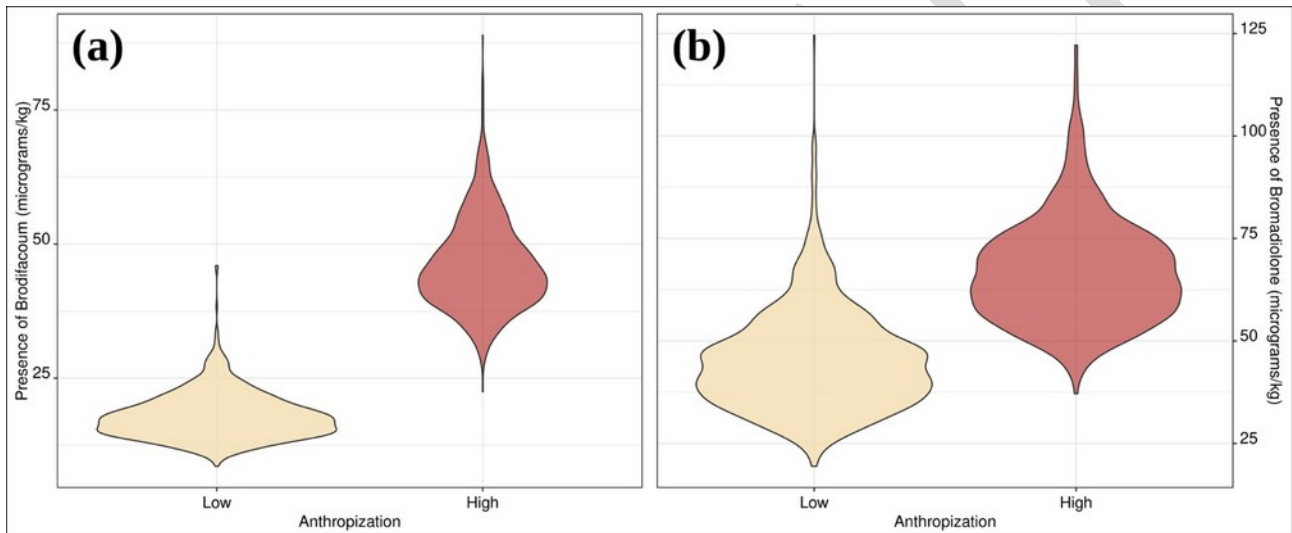 (a)
Presence of Brodifacoum (micrograms/kg)
75
50
25
Low
High
Anthropization
(b)
125
100
75
50
25
Presence of Bromadiolone (micrograms/kg)
Low
High
Anthropization